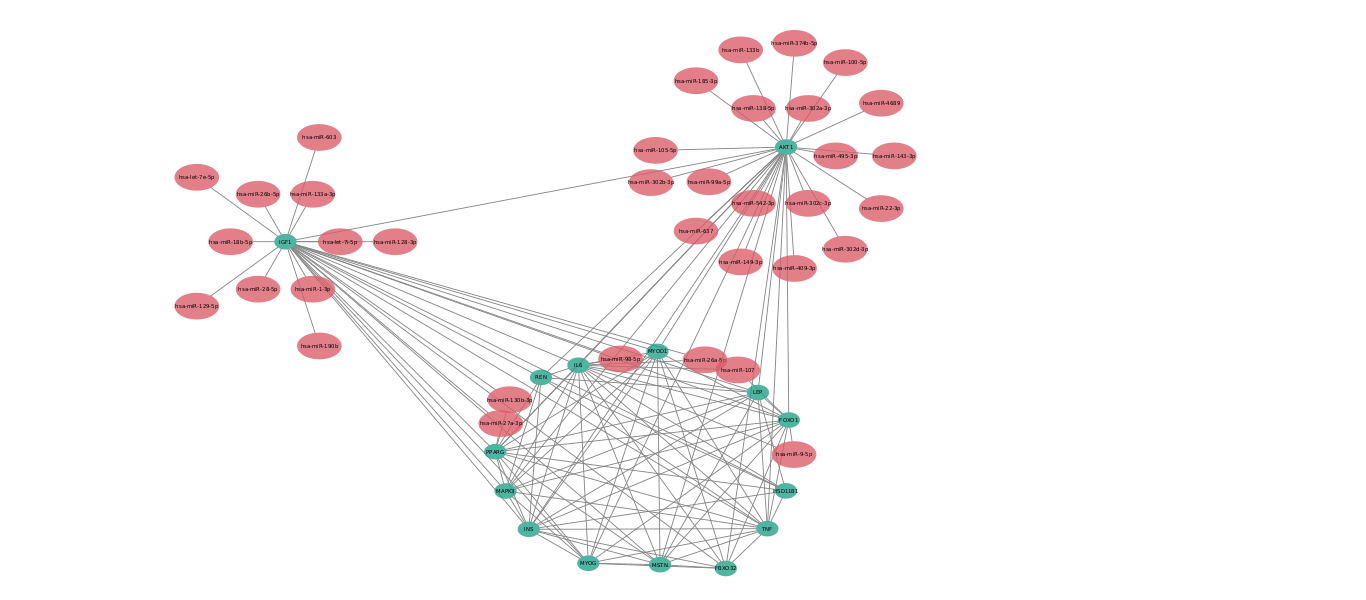 hsa-miR-374b-5p
hsa-miR-133b
hsa-miR-100-5p
hsa-miR-185-3p
hsa-miR-4689
hsa-miR-138-5p
hsa-miR-302a-3p
hsa-miR-603
AKT1
hsa-miR-105-5p
hsa-miR-495-3p
hsa-miR-143-3p
hsa-let-7e-5p
hsa-miR-302b-3p
hsa-miR-99a-5p
hsa-miR-26b-5p
hsa-miR-133a-3p
hsa-miR-542-3p
hsa-miR-302c-3p
hsa-miR-22-3p
hsa-miR-637
hsa-miR-18b-5p
IGF1
hsa-let-7i-5p
hsa-miR-128-3p
hsa-miR-302d-3p
hsa-miR-149-3p
hsa-miR-409-3p
hsa-miR-28-5p
hsa-miR-1-3p
hsa-miR-129-5p
hsa-miR-190b
MYOD1
hsa-miR-98-5p
hsa-miR-26a-5p
IL6
hsa-miR-107
REN
LEP
hsa-miR-130b-3p
FOXO1
hsa-miR-27a-3p
PPARG
hsa-miR-9-5p
MAPK3
HSD11B1
INS
TNF
MYOG
MSTN
FBXO32